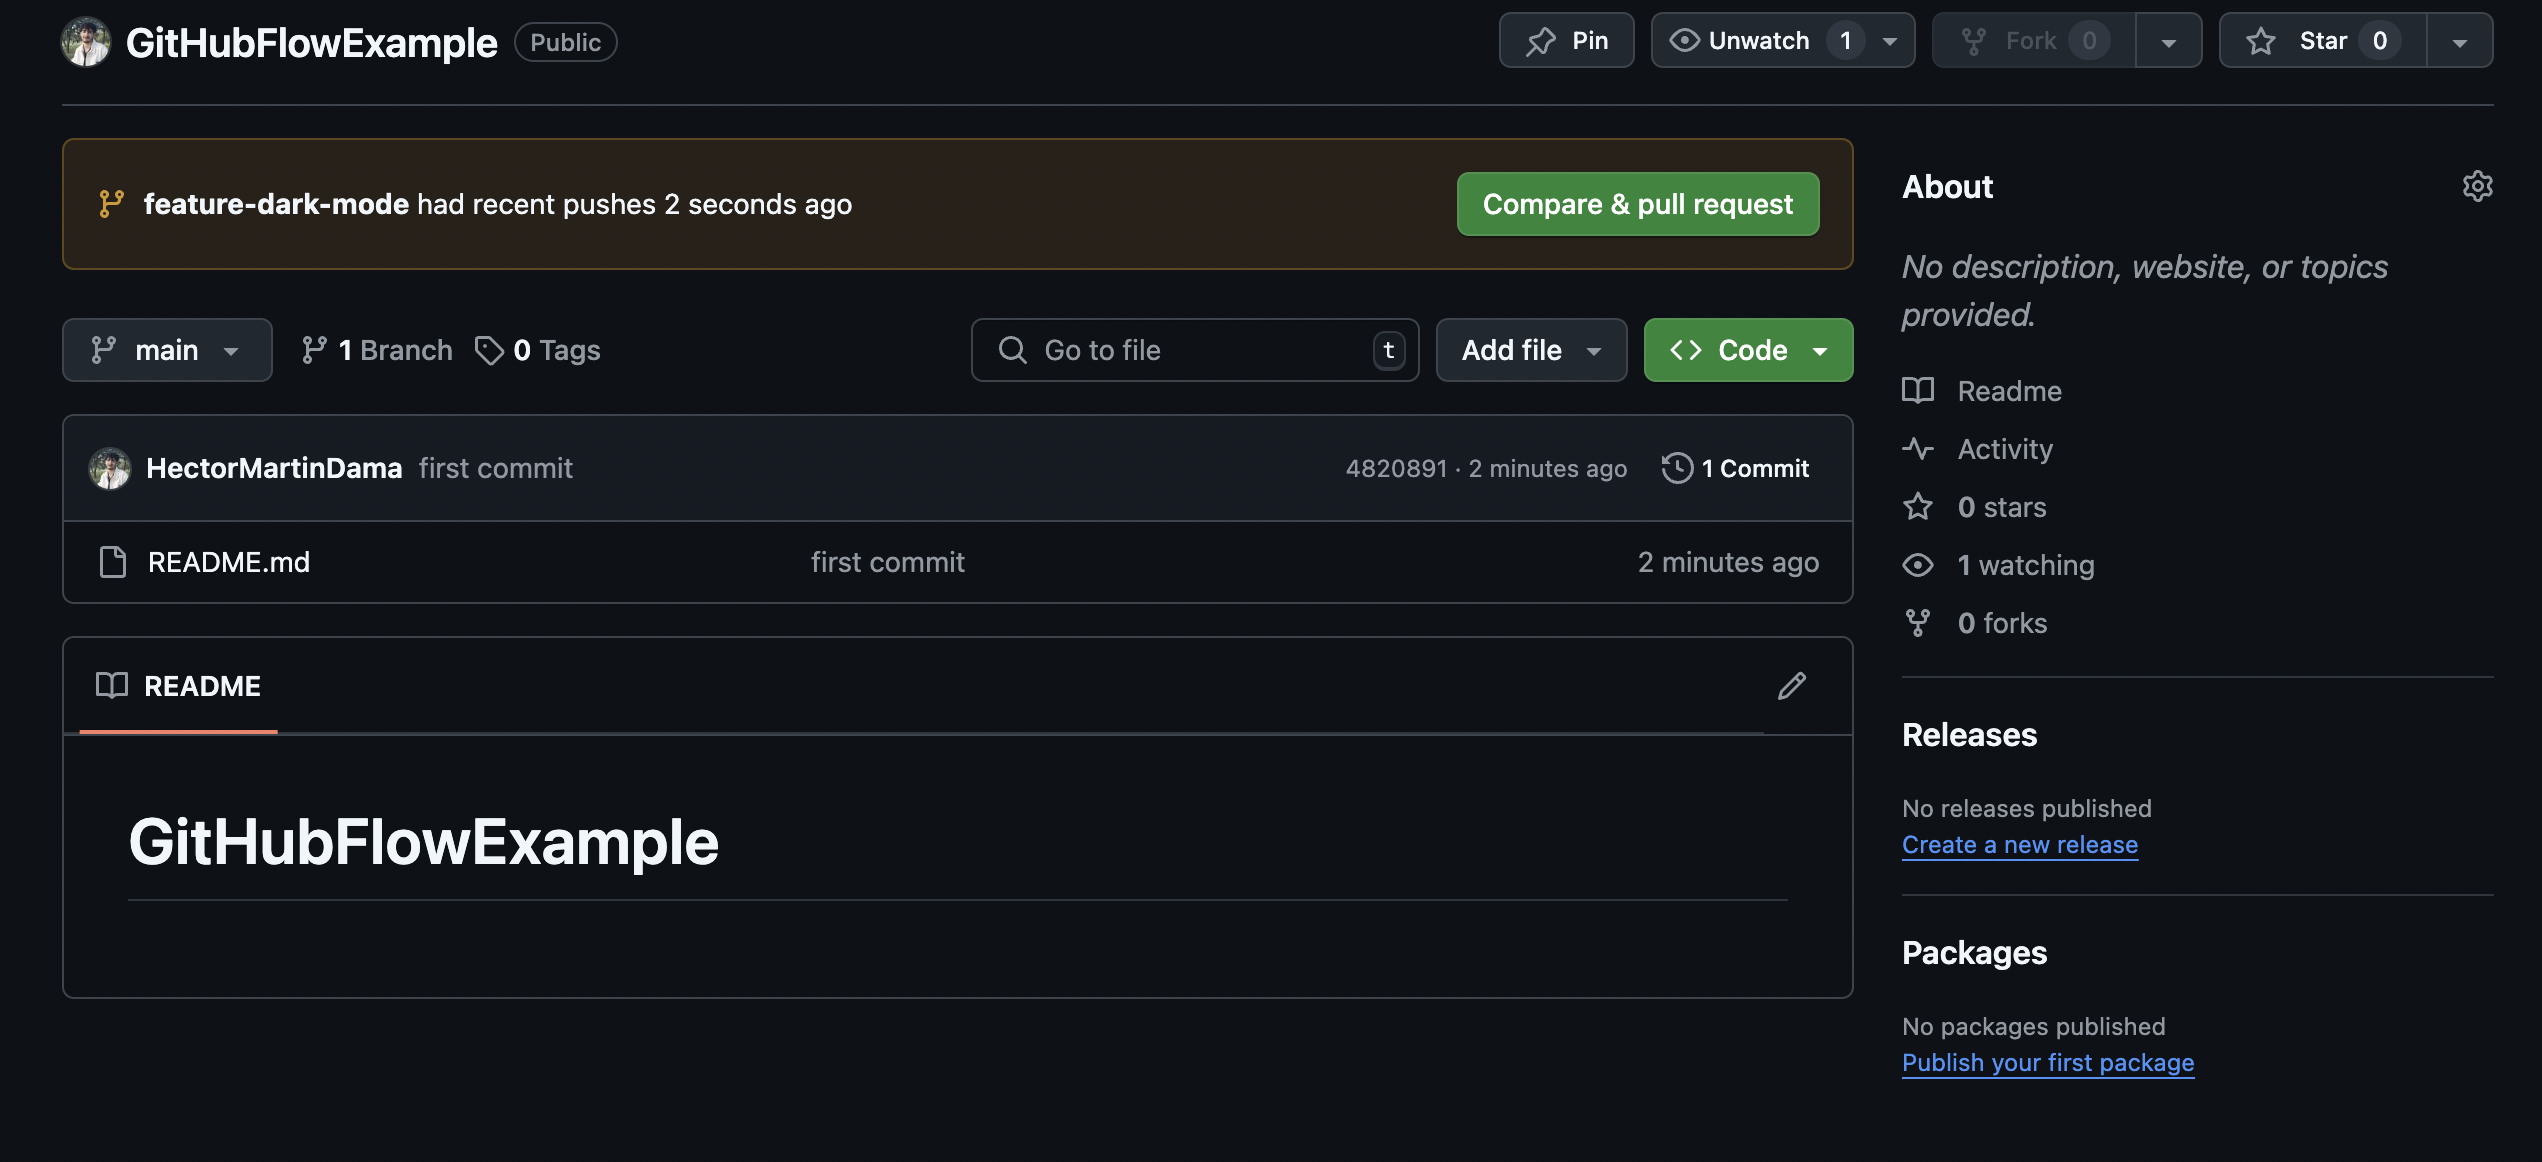 GitHubFlowExample Public Pin Unwatch 1 Fork 0 Star 0
feature-dark-mode had recent pushes 2 seconds ago Compare & pull request
main 1 Branch 0 Tags Go to file t Add file Code
HectorMartinDama first commit 4820891 · 2 minutes ago 1 Commit
README.md first commit 2 minutes ago
README
GitHubFlowExample
About
No description, website, or topics
provided.
Readme
Activity
0 stars
1 watching
0 forks
Releases
No releases published
Create a new release
Packages
No packages published
Publish your first package